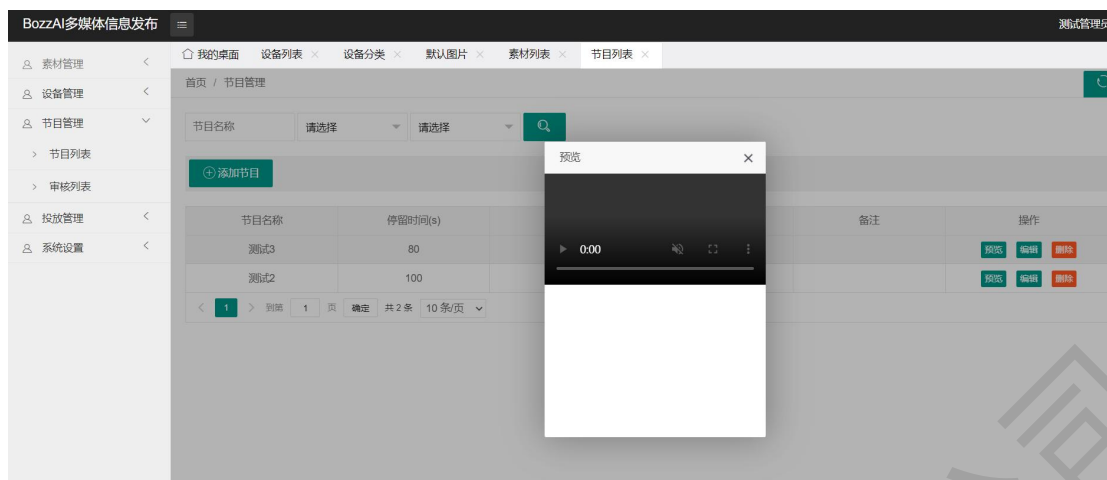 BozzAI多媒体信息发布
测试管理员
素材管理
设备管理
节目管理
节目列表
审核列表
投放管理
系统设置
我的桌面 设备列表 设备分类 默认图片 素材列表 节目列表
首页 / 节目管理
节目名称 请选择 请选择
添加节目
节目名称 停留时间(s) 备注 操作
测试3 80 预览 编辑 删除
测试2 100 预览 编辑 删除
1 到第 1 页 确定 共2条 10条/页
预览
0:00